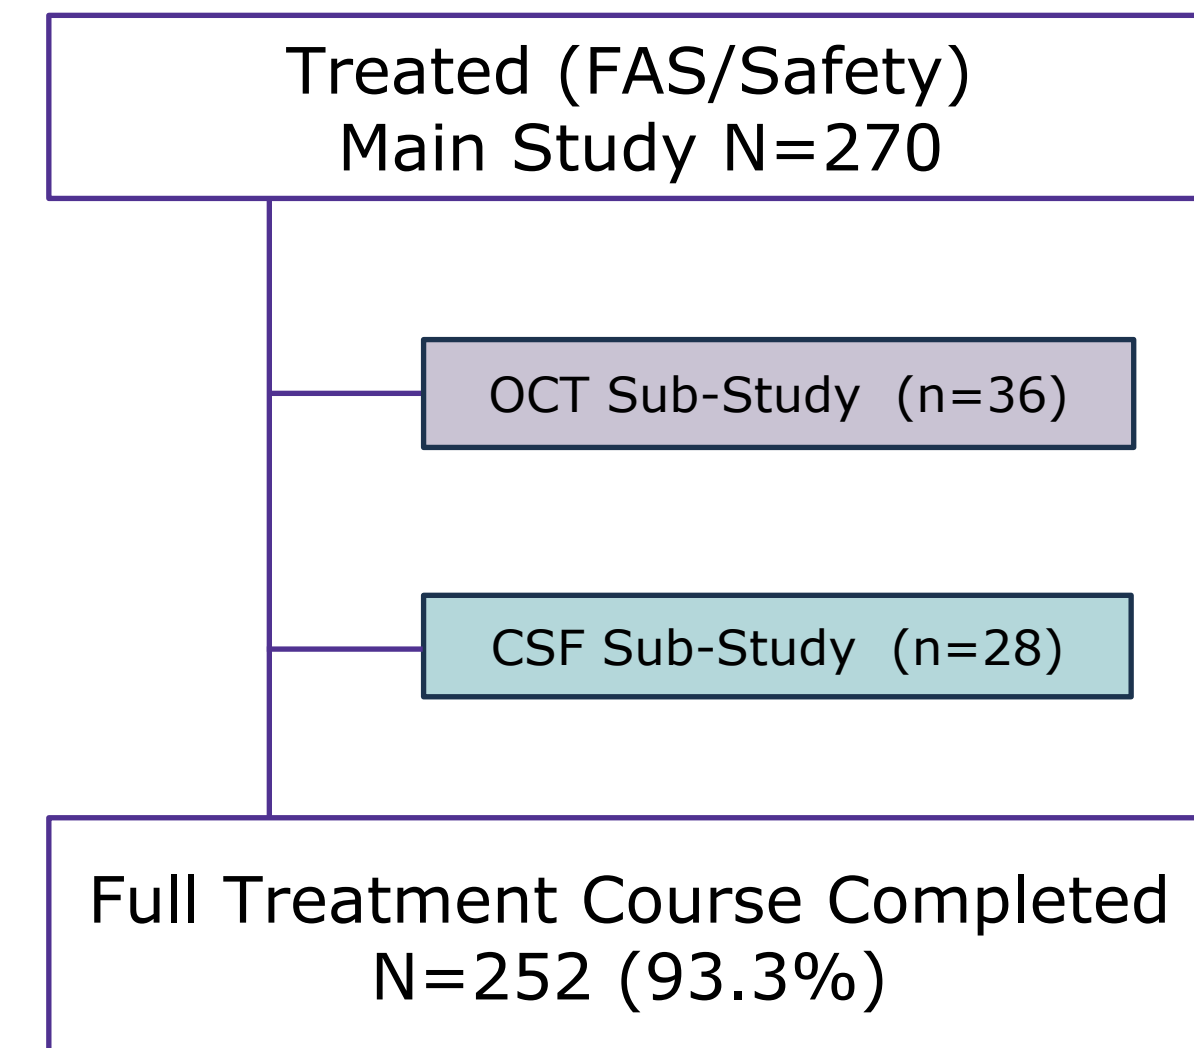 Treated (FAS/Safety)
Main Study N=270
OCT Sub-Study (n=36)
CSF Sub-Study (n=28)
Full Treatment Course Completed
N=252 (93.3%)